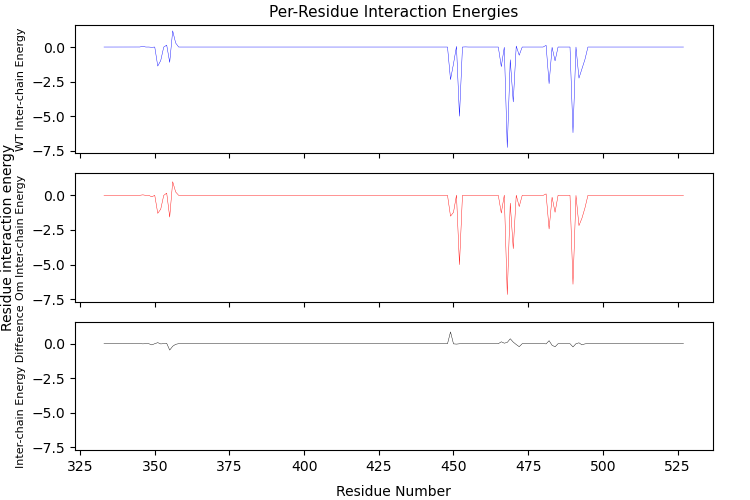 Per-Residue Interaction Energies
WT Inter-chain Energy
0.0
−2.5
−5.0
−7.5
Residue interaction energy
Om Inter-chain Energy
0.0
−2.5
−5.0
−7.5
Inter-chain Energy Difference
0.0
−2.5
−5.0
−7.5
325 350 375 400 425 450 475 500 525
Residue Number